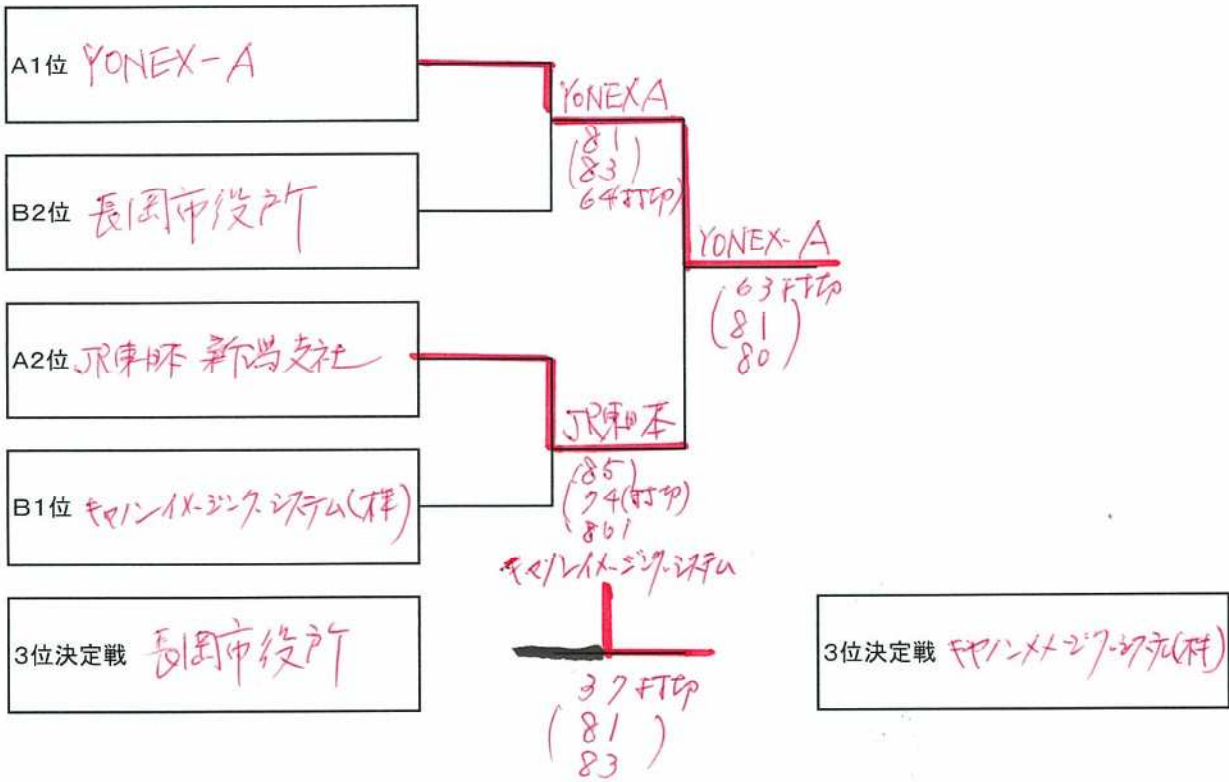 A1位 YONEX-A
YONEX A
81
(83)
64打切)
B2位 長岡市役所
YONEX-A
63打切
(81)
80
A2位 JR東日本 新潟支社
JR東日本
(85)
(74(打切)
861
B1位 キヤノンイメージング・システム(株)
キヤノンイメージング・システム
3位決定戦 長岡市役所
37打切
(81)
83
3位決定戦 キヤノンイメージング・システム(株)